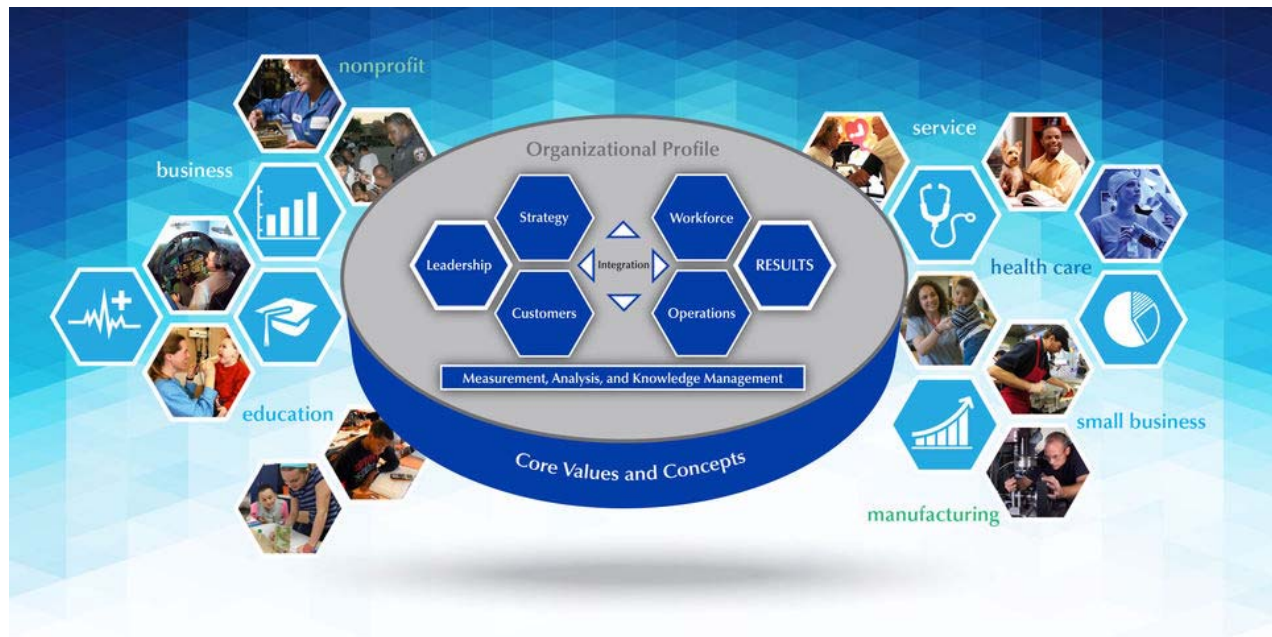 nonprofit
business
education
Organizational Profile
Strategy
Workforce
Leadership
Integration
RESULTS
Customers
Operations
Measurement, Analysis, and Knowledge Management
Core Values and Concepts
service
health care
small business
manufacturing